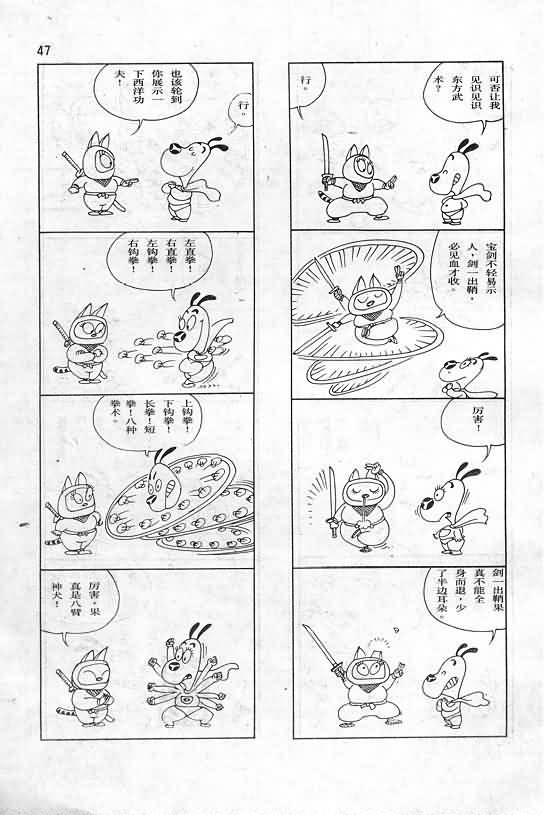 47
可否让我
见识见识
东方武
术?
行。
宝剑不轻易示
人,剑一出鞘,
必见血才收。
厉害!
剑一出鞘果
真不能全
身而退,少
了半边耳朵。
也该轮到
你展示一
下西洋功
夫!
行。
左直拳!
右直拳!
左钩拳!
右钩拳!
上钩拳!
下钩拳!
长拳!短
拳!八种
拳术。
厉害,果
真是八臂
神犬!